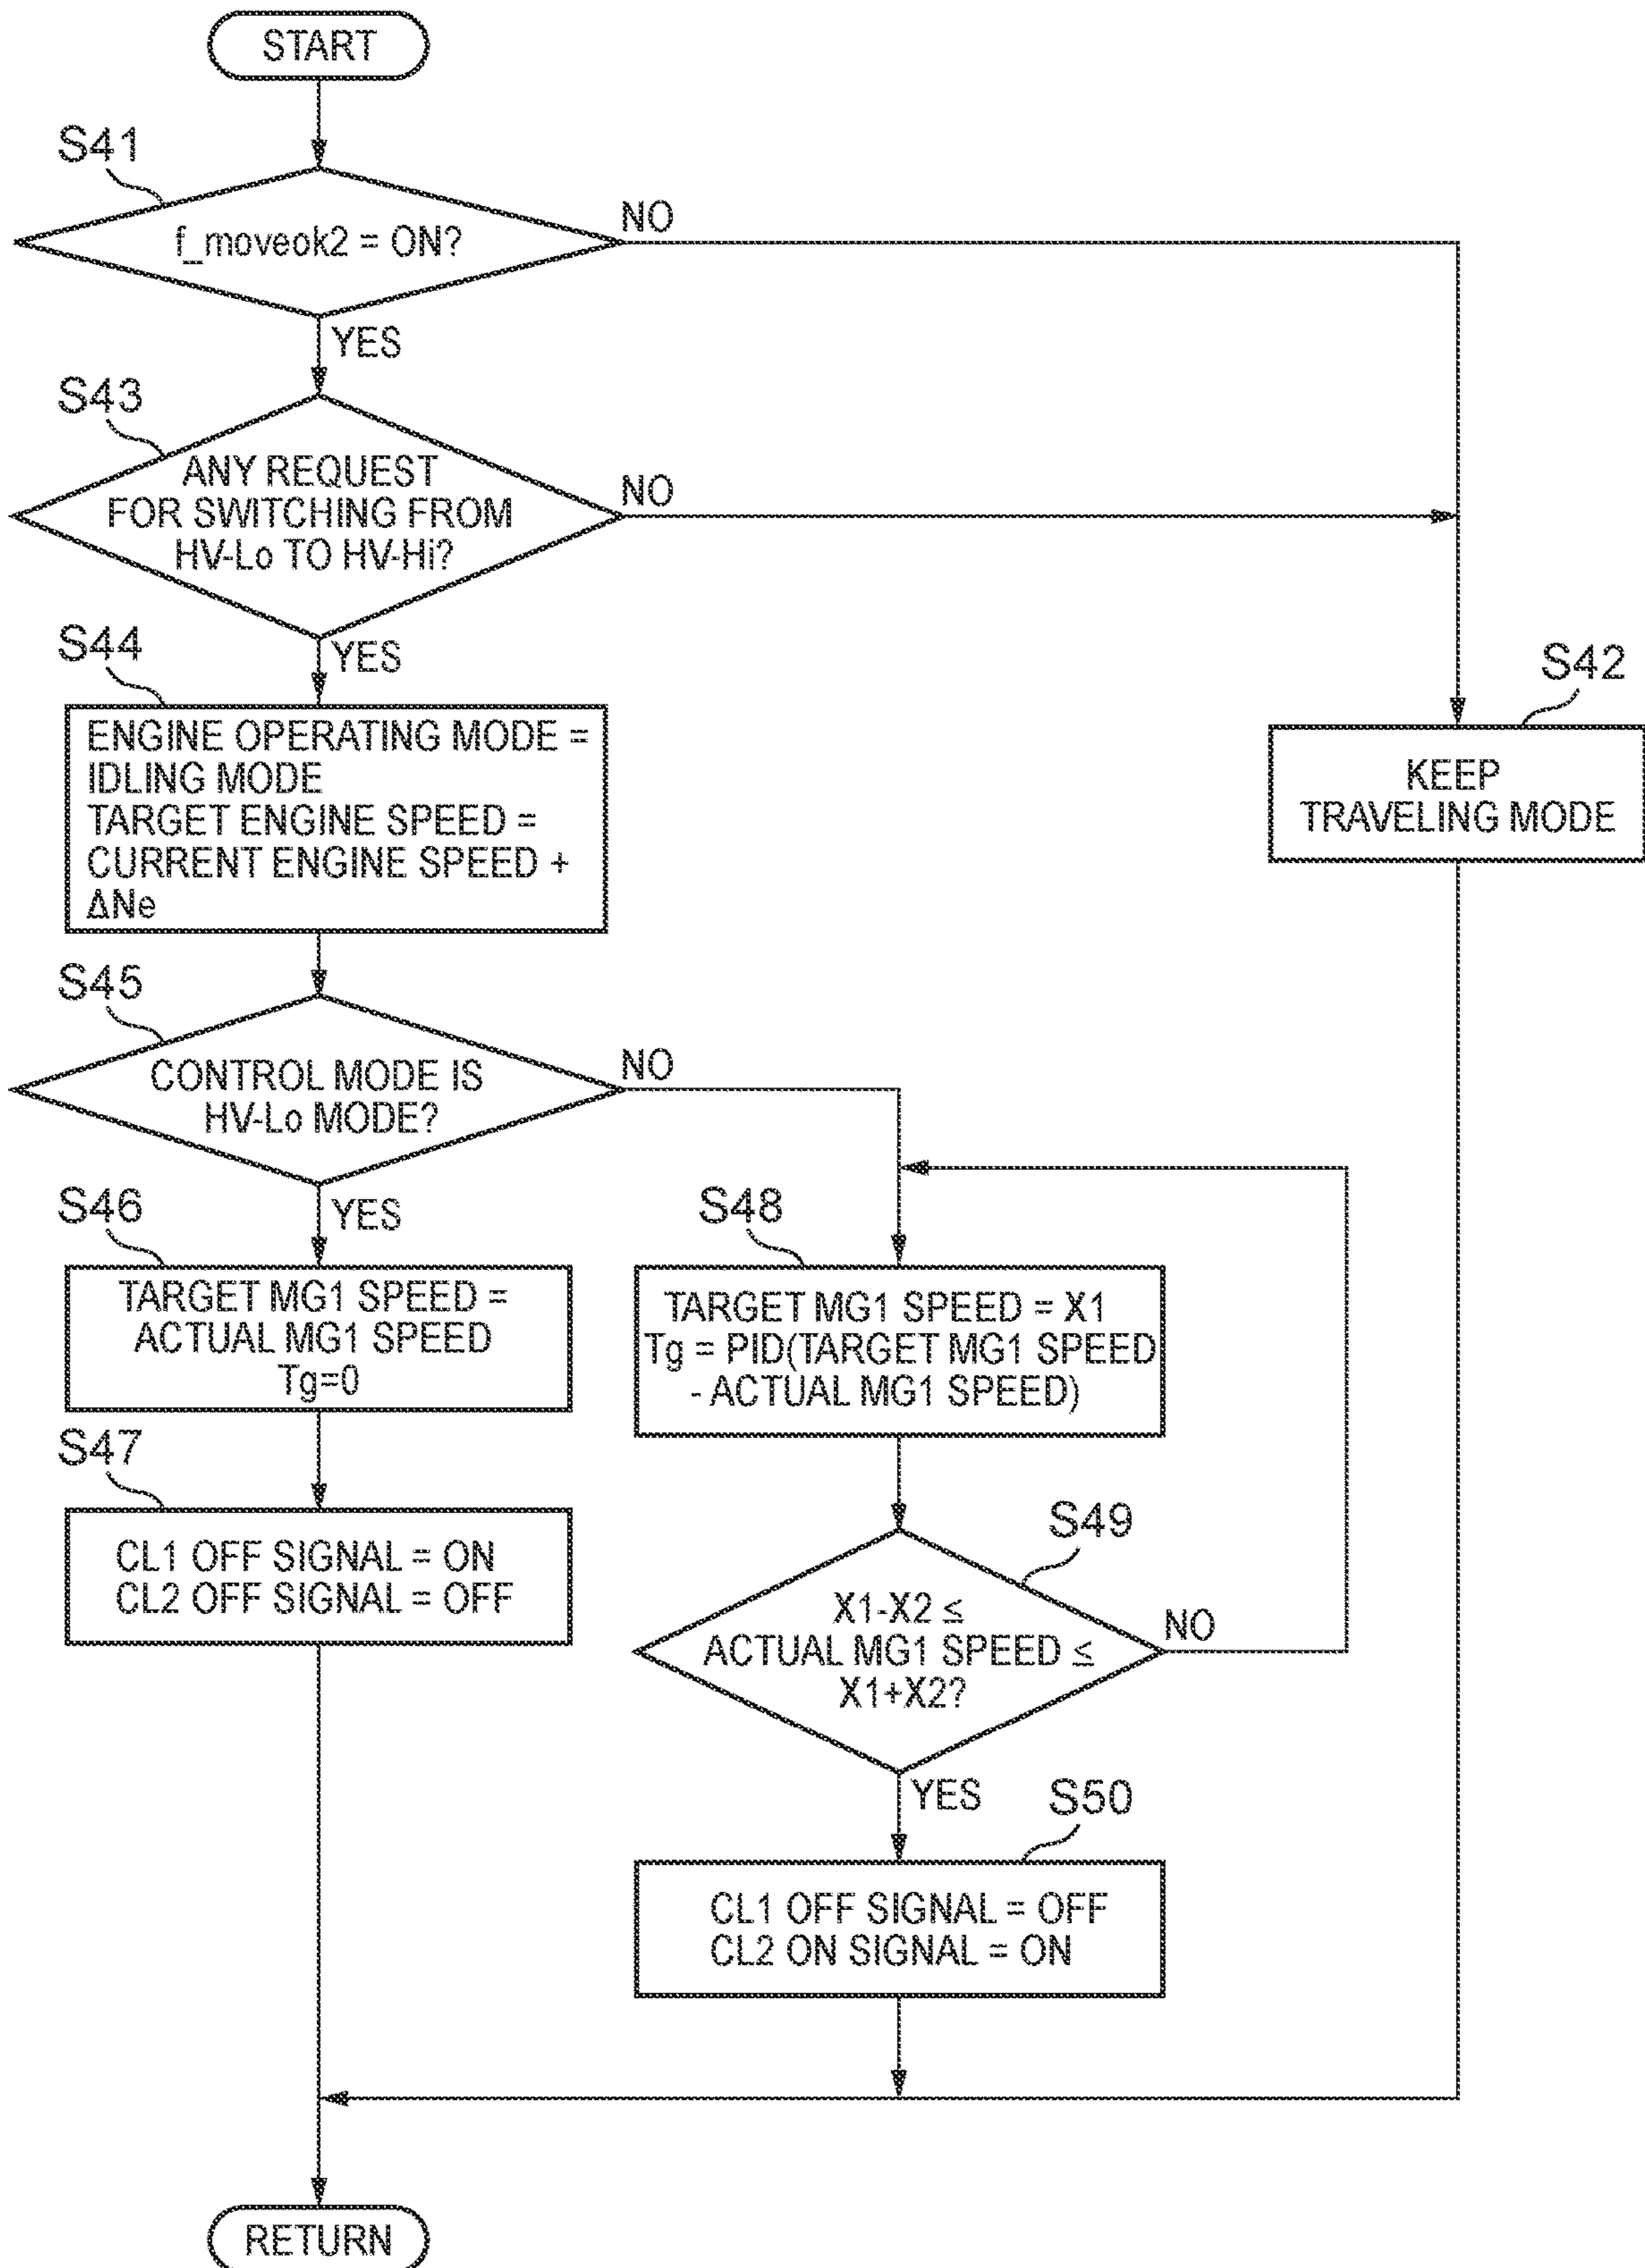 START
S41
f_moveok2 = ON?
NO
YES
S43
ANY REQUEST
FOR SWITCHING FROM
HV-Lo TO HV-Hi?
NO
YES
S44
ENGINE OPERATING MODE =
IDLING MODE
TARGET ENGINE SPEED =
CURRENT ENGINE SPEED +
ΔNe
S42
KEEP
TRAVELING MODE
S45
CONTROL MODE IS
HV-Lo MODE?
NO
YES
S46
TARGET MG1 SPEED =
ACTUAL MG1 SPEED
Tg=0
S47
CL1 OFF SIGNAL = ON
CL2 OFF SIGNAL = OFF
S48
TARGET MG1 SPEED = X1
Tg = PID(TARGET MG1 SPEED
- ACTUAL MG1 SPEED)
S49
X1-X2 ≤
ACTUAL MG1 SPEED ≤
X1+X2?
NO
YES
S50
CL1 OFF SIGNAL = OFF
CL2 ON SIGNAL = ON
RETURN